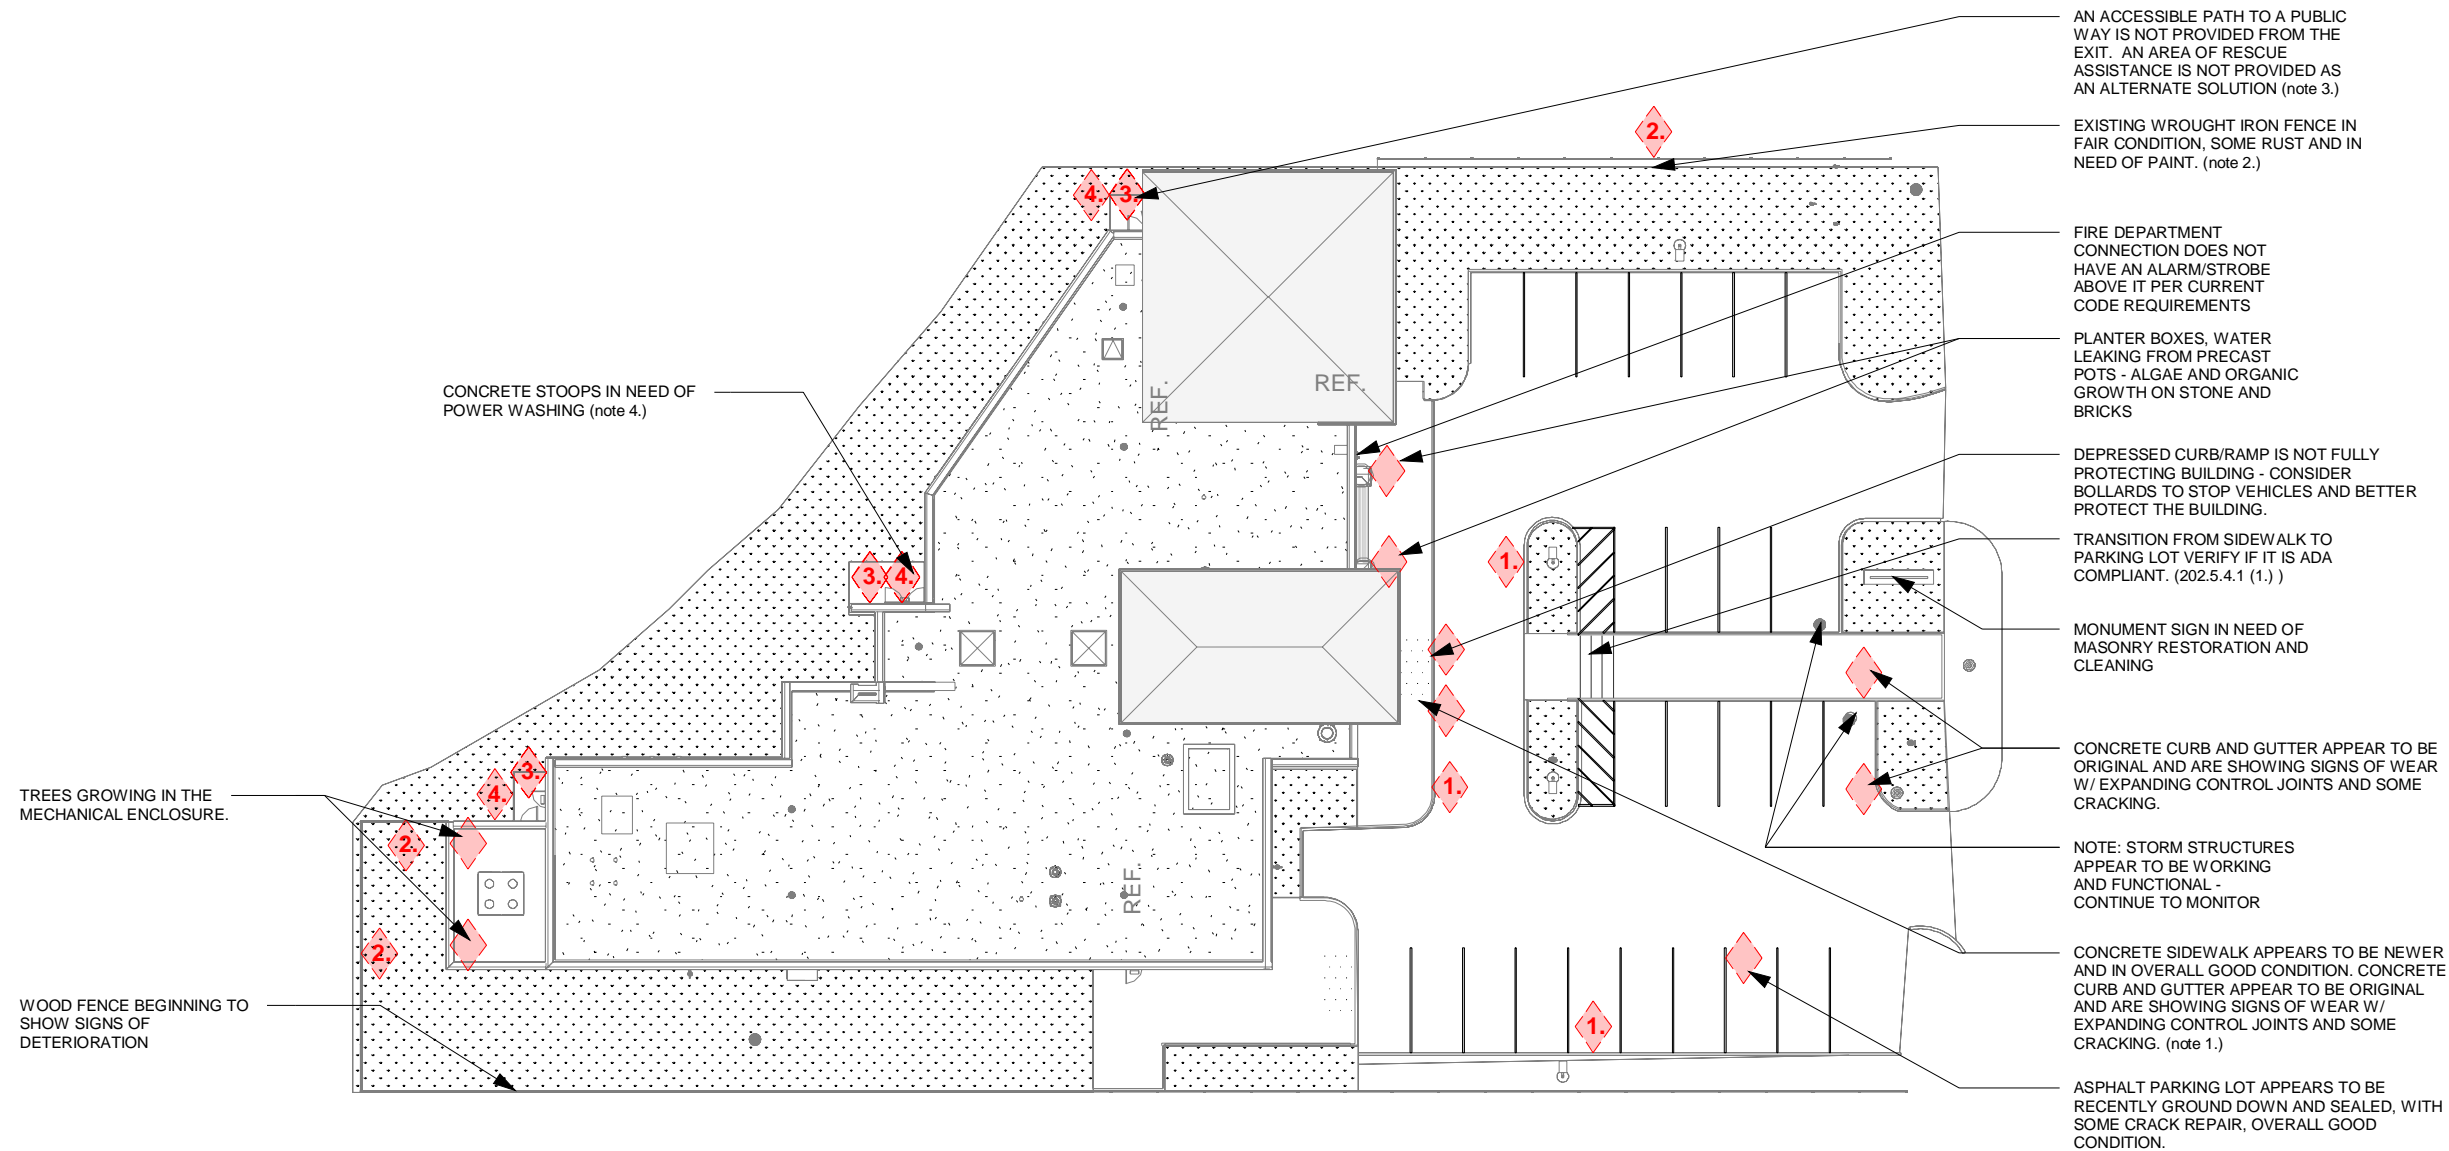 AN ACCESSIBLE PATH TO A PUBLIC
WAY IS NOT PROVIDED FROM THE
EXIT. AN AREA OF RESCUE
ASSISTANCE IS NOT PROVIDED AS
AN ALTERNATE SOLUTION (note 3.)
2.
EXISTING WROUGHT IRON FENCE IN
FAIR CONDITION, SOME RUST AND IN
NEED OF PAINT. (note 2.)
4.
3.
FIRE DEPARTMENT
CONNECTION DOES NOT
HAVE AN ALARM/STROBE
ABOVE IT PER CURRENT
CODE REQUIREMENTS
PLANTER BOXES, WATER
LEAKING FROM PRECAST
POTS - ALGAE AND ORGANIC
GROWTH ON STONE AND
BRICKS
REF.
REF.
CONCRETE STOOPS IN NEED OF
POWER WASHING (note 4.)
DEPRESSED CURB/RAMP IS NOT FULLY
PROTECTING BUILDING - CONSIDER
BOLLARDS TO STOP VEHICLES AND BETTER
PROTECT THE BUILDING.
TRANSITION FROM SIDEWALK TO
PARKING LOT VERIFY IF IT IS ADA
COMPLIANT. (202.5.4.1 (1.) )
1.
3.
4.
MONUMENT SIGN IN NEED OF
MASONRY RESTORATION AND
CLEANING
CONCRETE CURB AND GUTTER APPEAR TO BE
ORIGINAL AND ARE SHOWING SIGNS OF WEAR
W/ EXPANDING CONTROL JOINTS AND SOME
CRACKING.
3.
4.
1.
TREES GROWING IN THE
MECHANICAL ENCLOSURE.
2.
NOTE: STORM STRUCTURES
APPEAR TO BE WORKING
AND FUNCTIONAL -
CONTINUE TO MONITOR
REF.
2.
CONCRETE SIDEWALK APPEARS TO BE NEWER
AND IN OVERALL GOOD CONDITION. CONCRETE
CURB AND GUTTER APPEAR TO BE ORIGINAL
AND ARE SHOWING SIGNS OF WEAR W/
EXPANDING CONTROL JOINTS AND SOME
CRACKING. (note 1.)
WOOD FENCE BEGINNING TO
SHOW SIGNS OF
DETERIORATION
1.
ASPHALT PARKING LOT APPEARS TO BE
RECENTLY GROUND DOWN AND SEALED, WITH
SOME CRACK REPAIR, OVERALL GOOD
CONDITION.